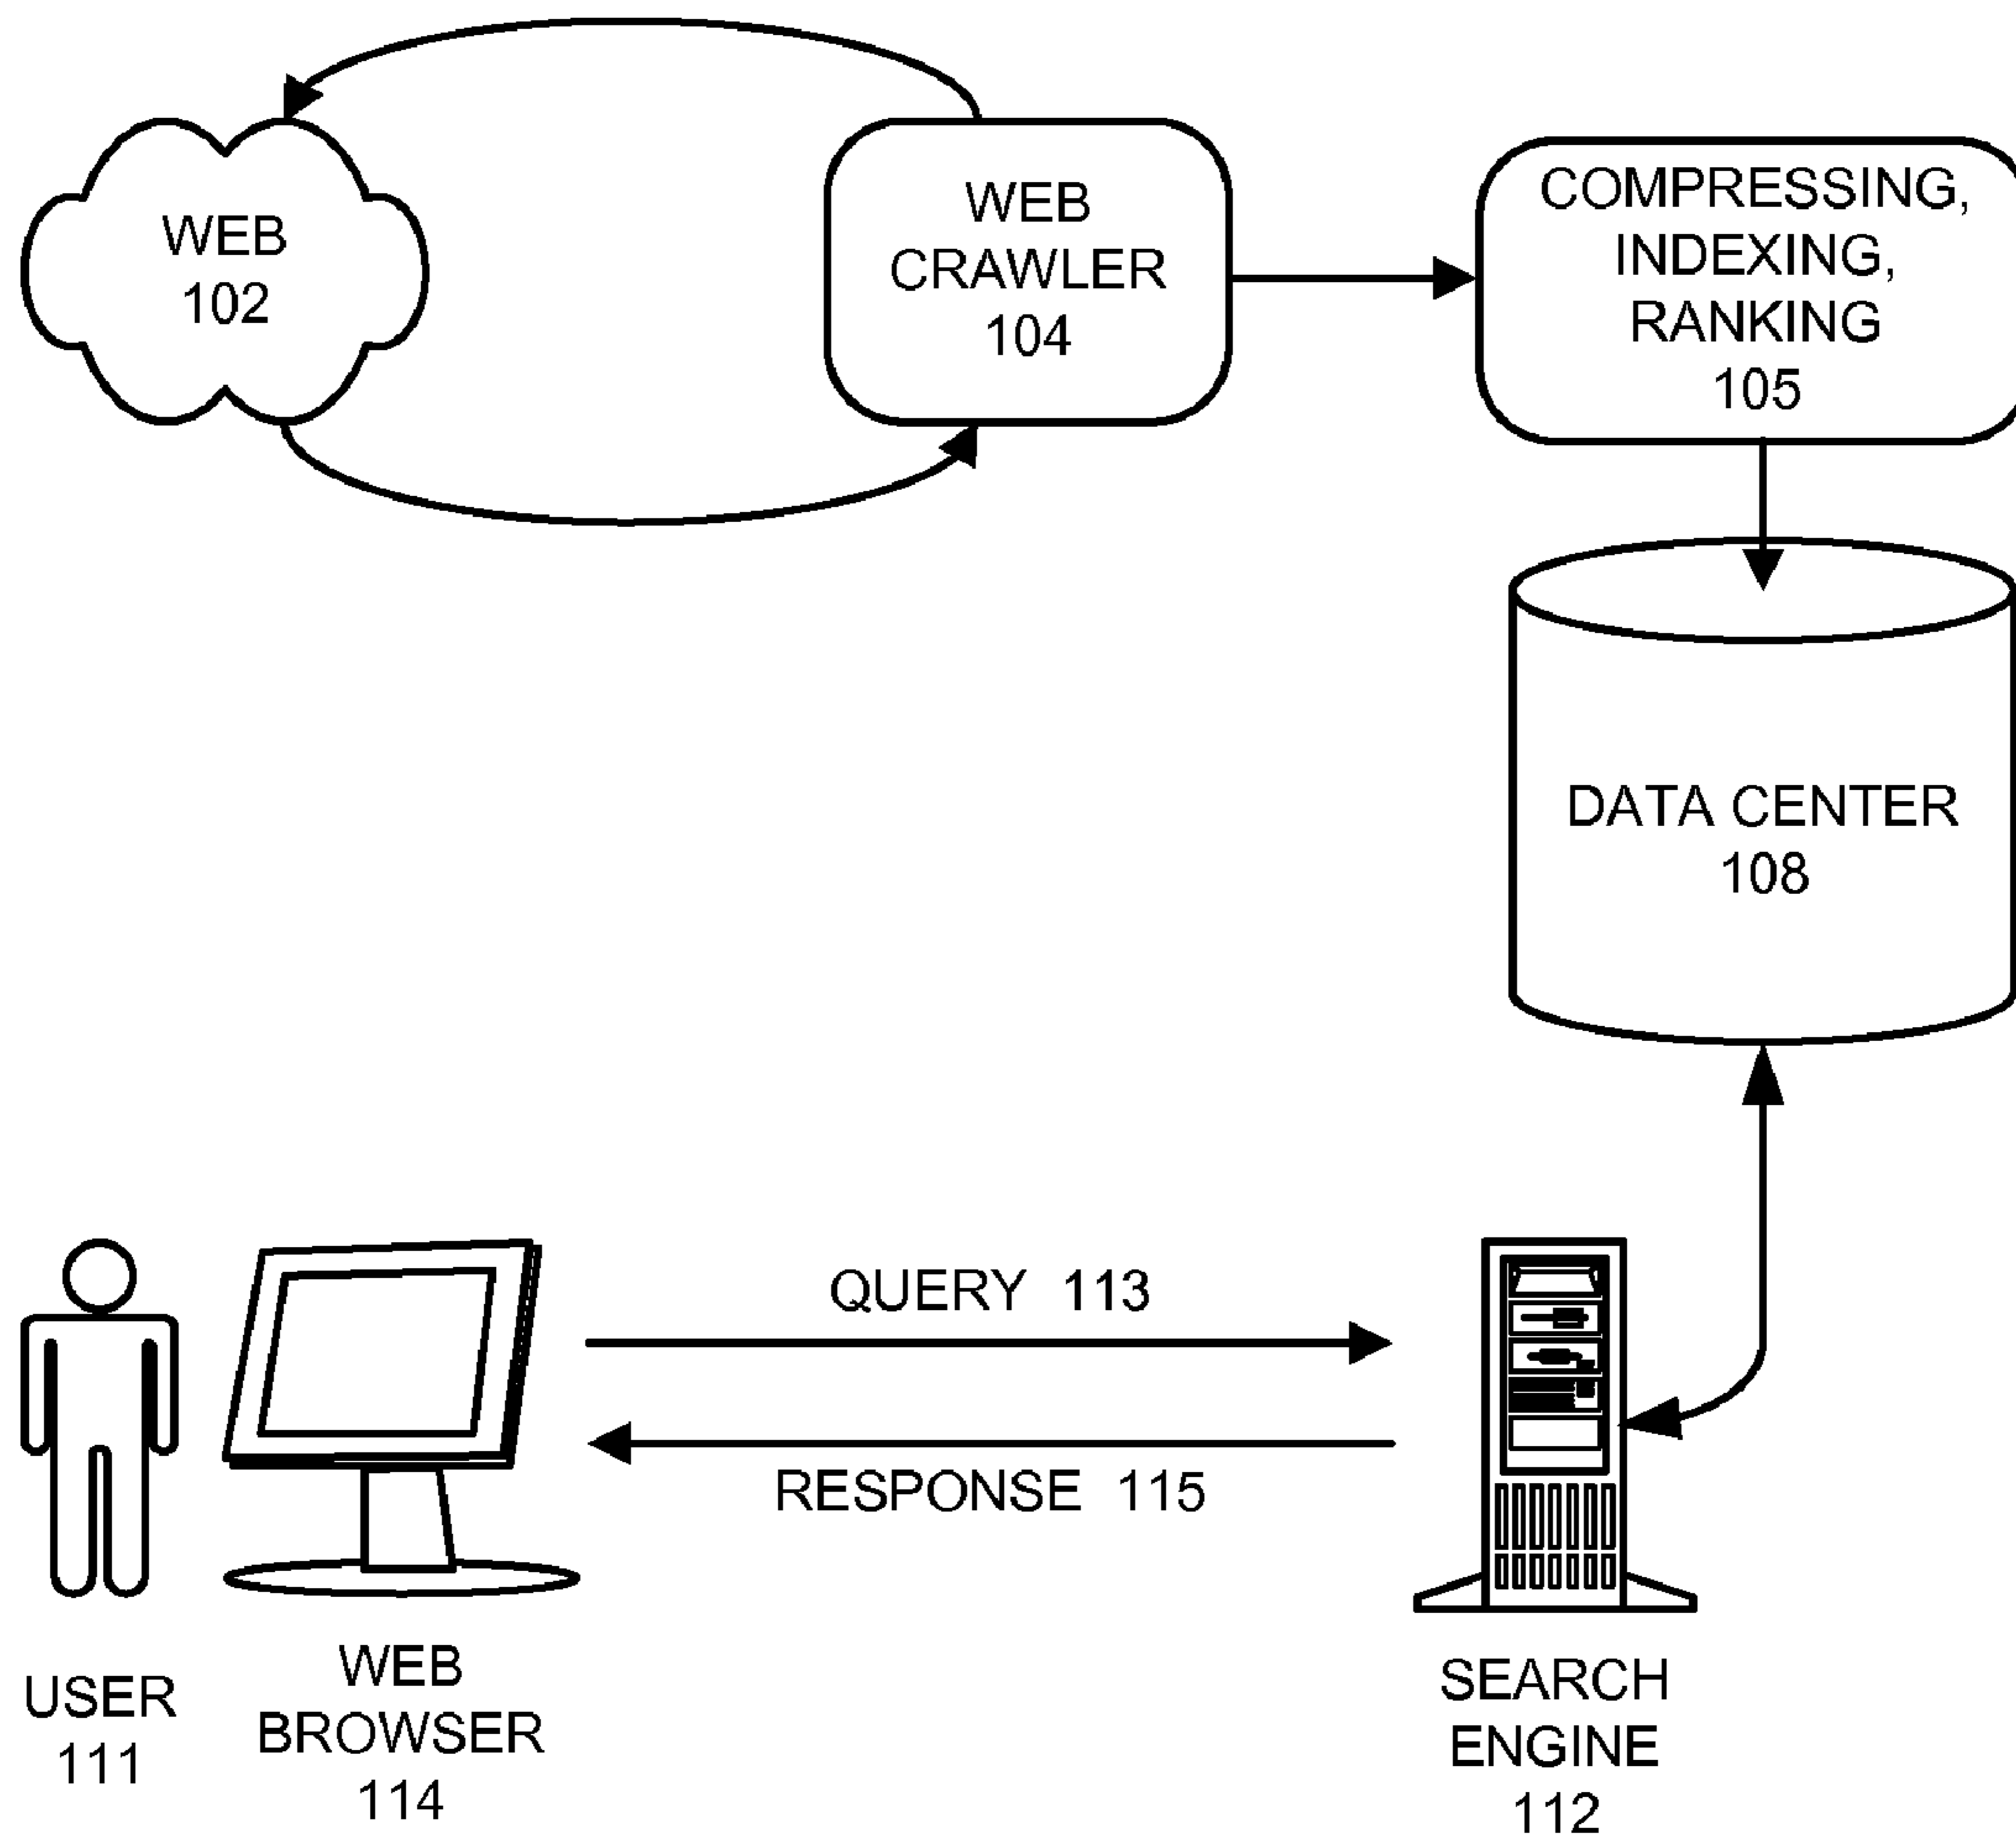 WEB
102
WEB
CRAWLER
104
COMPRESSING,
INDEXING,
RANKING
105
DATA CENTER
108
QUERY 113
RESPONSE 115
USER
111
WEB
BROWSER
114
SEARCH
ENGINE
112